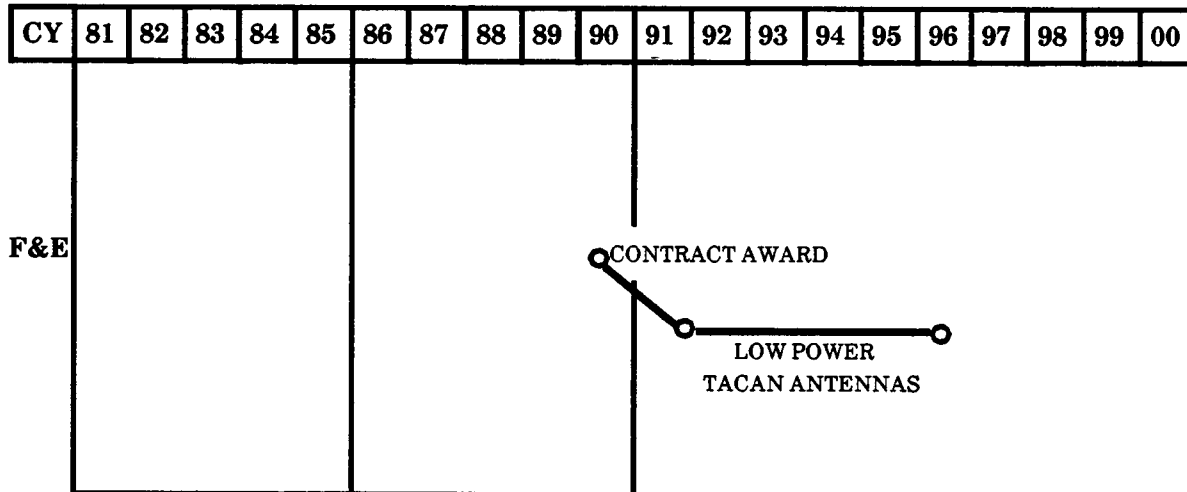 CY 81 82 83 84 85 86 87 88 89 90 91 92 93 94 95 96 97 98 99 00
F&E
CONTRACT AWARD
LOW POWER
TACAN ANTENNAS